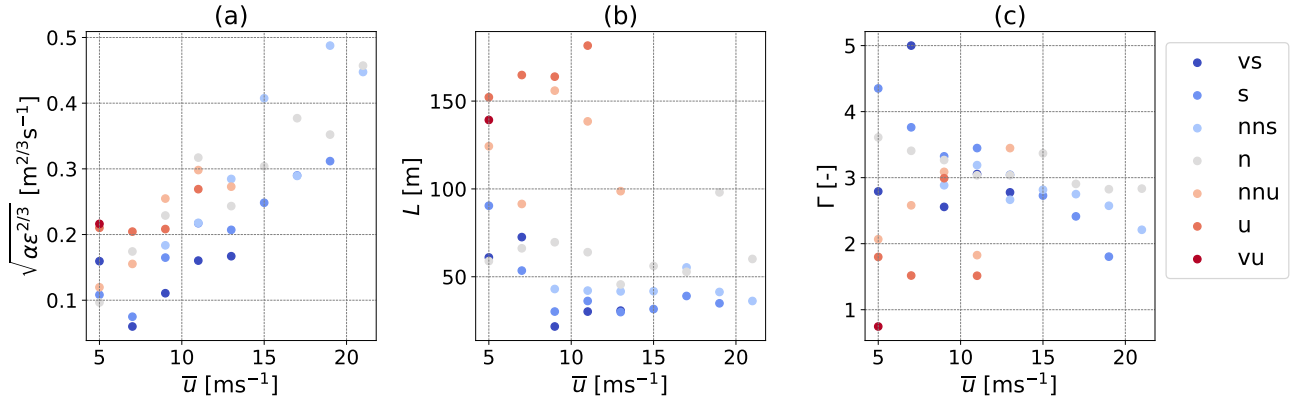 (a)
(b)
(c)
√αε^{2/3} [m^{2/3}s^{−1}]
0.5
0.4
0.3
0.2
0.1
5 10 15 20
u̅ [ms^{−1}]
L [m]
150
100
50
5 10 15 20
u̅ [ms^{−1}]
Γ [-]
5
4
3
2
1
5 10 15 20
u̅ [ms^{−1}]
vs
s
nns
n
nnu
u
vu